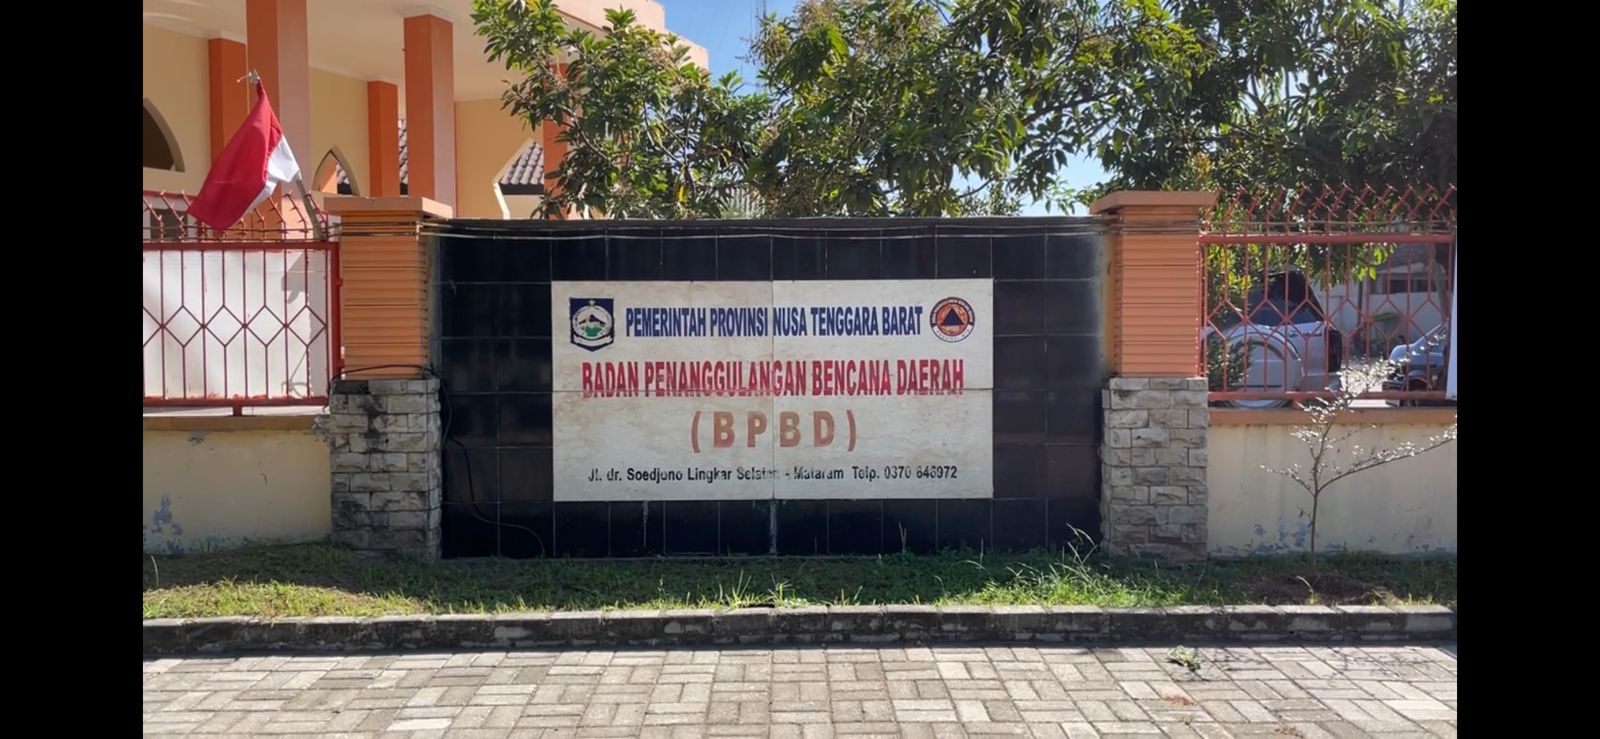 PEMERINTAH PROVINSI NUSA TENGGARA BARAT
BADAN PENANGGULANGAN BENCANA DAERAH
(BPBD)
Jl. dr. Soedjono Lingkar Selatan - Mataram Telp. 0370 646972